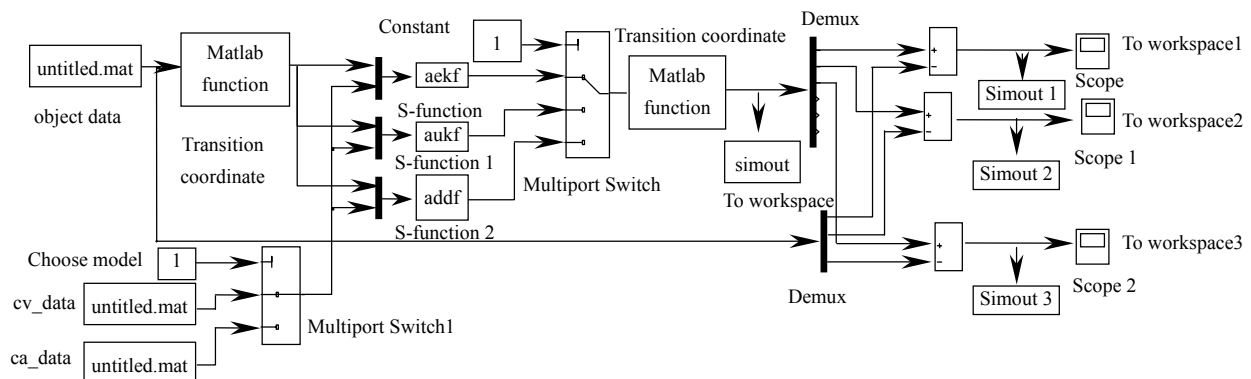 Demux
Constant
1
Transition coordinate
To workspace1
untitled.mat
Matlab
function
aekf
Matlab
function
Scope
Simout 1
object data
S-function
To workspace2
aukf
Transition
coordinate
S-function 1
simout
Scope 1
Simout 2
addf
Multiport Switch
To workspace
S-function 2
To workspace3
Choose model
1
Scope 2
cv_data
untitled.mat
Demux
Simout 3
Multiport Switch1
ca_data
untitled.mat